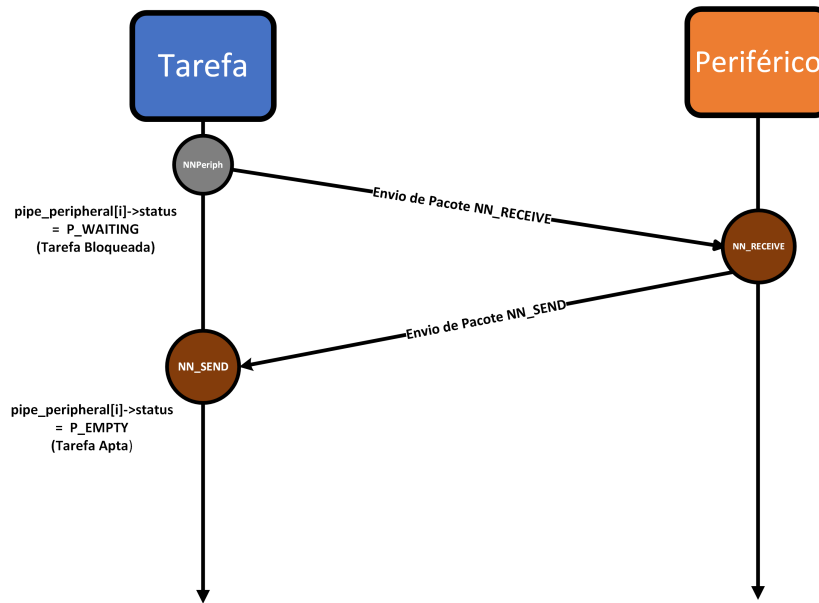 Tarefa
Periférico
NNPeriph
Envio de Pacote NN_RECEIVE
pipe_peripheral[i]->status
= P_WAITING
(Tarefa Bloqueada)
NN_RECEIVE
Envio de Pacote NN_SEND
NN_SEND
pipe_peripheral[i]->status
= P_EMPTY
(Tarefa Apta)